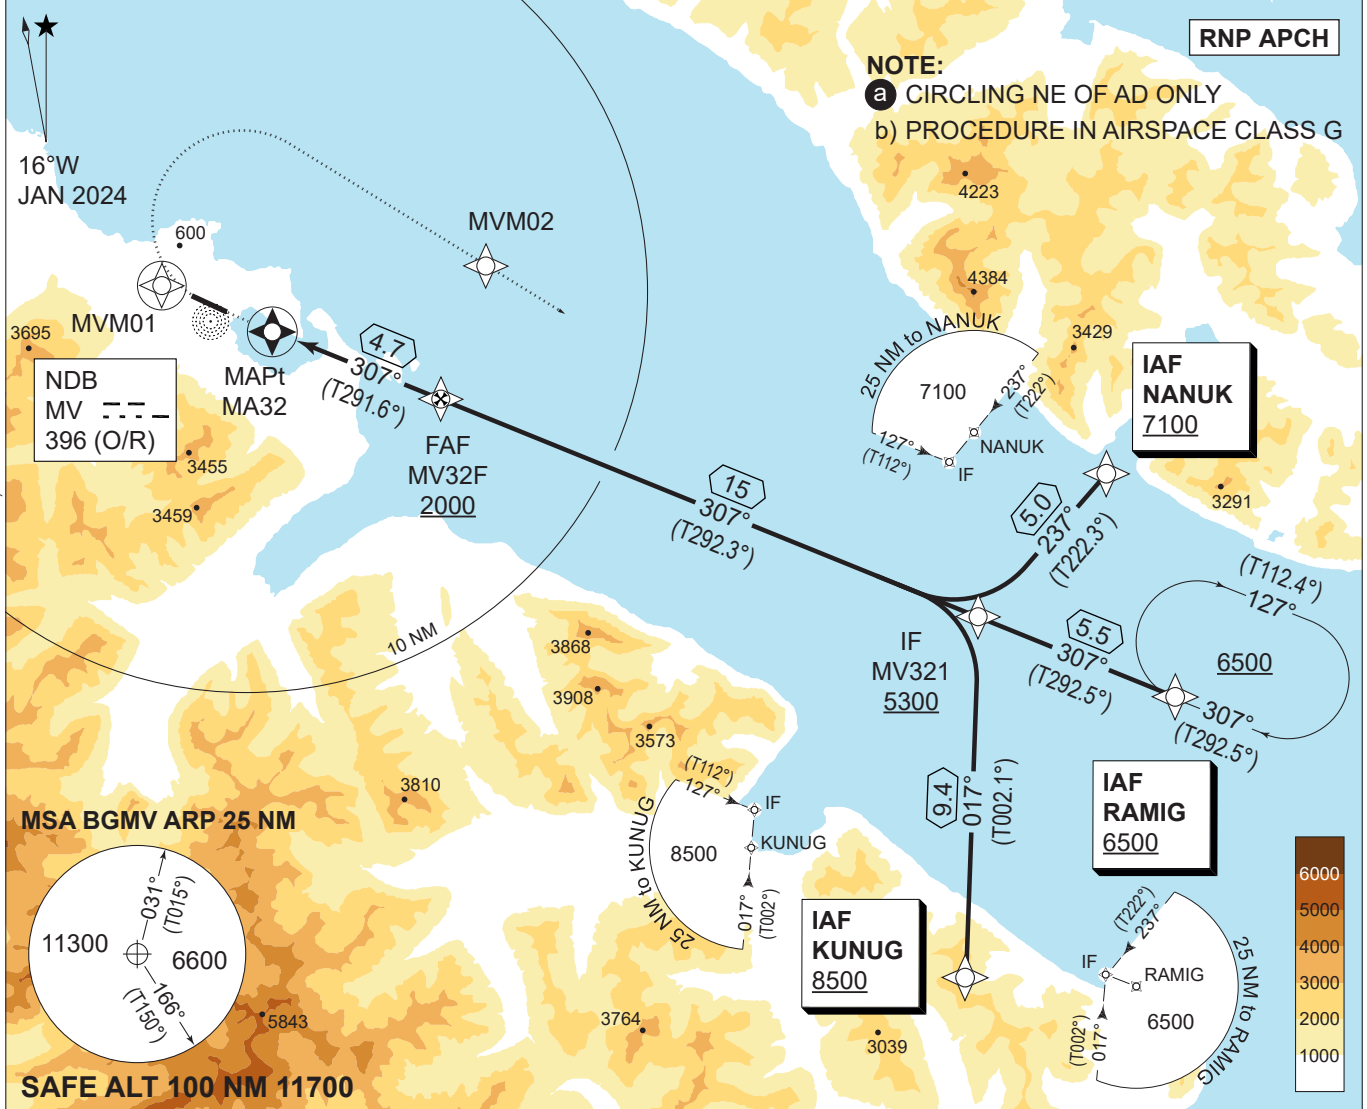 RNP APCH
NOTE:
a CIRCLING NE OF AD ONLY
b) PROCEDURE IN AIRSPACE CLASS G
16°W
JAN 2024
4223
600
MVM02
4384
MVM01
3695
3429
NDB
MV
396 (O/R)
MAPt
MA32
4.7
307°
(T291.6°)
25 NM to NANUK
7100
237°
(T222°)
127°
(T112°)
NANUK
IF
IAF
NANUK
7100
3455
3459
FAF
MV32F
2000
15
307°
(T292.3°)
5.0
237°
(T222.3°)
3291
(T112.4°)
127°
6500
307°
(T292.5°)
10 NM
3868
3908
3573
3810
IF
MV321
5300
5.5
307°
(T292.5°)
9.4
017°
(T002.1°)
25 NM to KUNUG
8500
(T112°)
127°
IF
KUNUG
017°
(T002°)
IAF
RAMIG
6500
MSA BGMV ARP 25 NM
031°
(T015°)
11300
6600
166°
(T150°)
5843
3764
IAF
KUNUG
8500
3039
(T222°)
237°
IF
RAMIG
6500
017°
(T002°)
25 NM to RAMIG
6000
5000
4000
3000
2000
1000
SAFE ALT 100 NM 11700